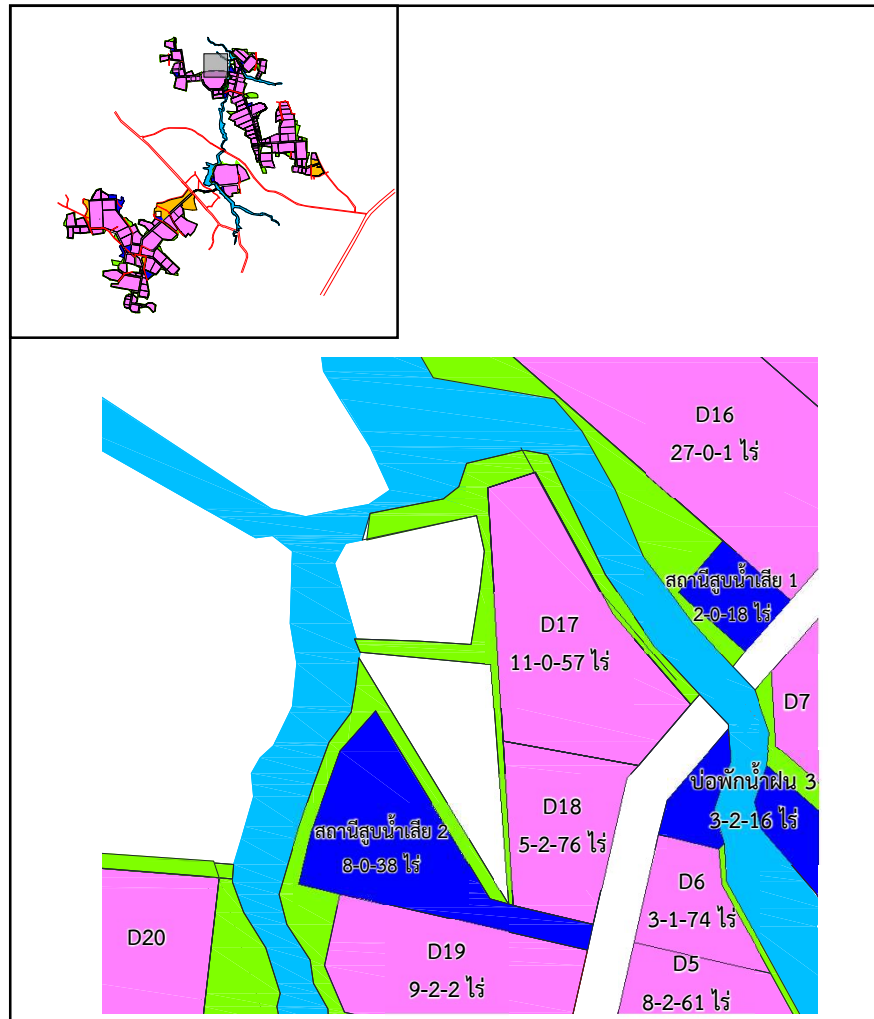 D16
27-0-1 ไร่
สถานีสูบน้ำเสีย 1
2-0-18 ไร่
D17
11-0-57 ไร่
D7
บ่อพักน้ำฝน 3
3-2-16 ไร่
D18
5-2-76 ไร่
สถานีสูบน้ำเสีย 2
8-0-38 ไร่
D6
3-1-74 ไร่
D20
D19
9-2-2 ไร่
D5
8-2-61 ไร่